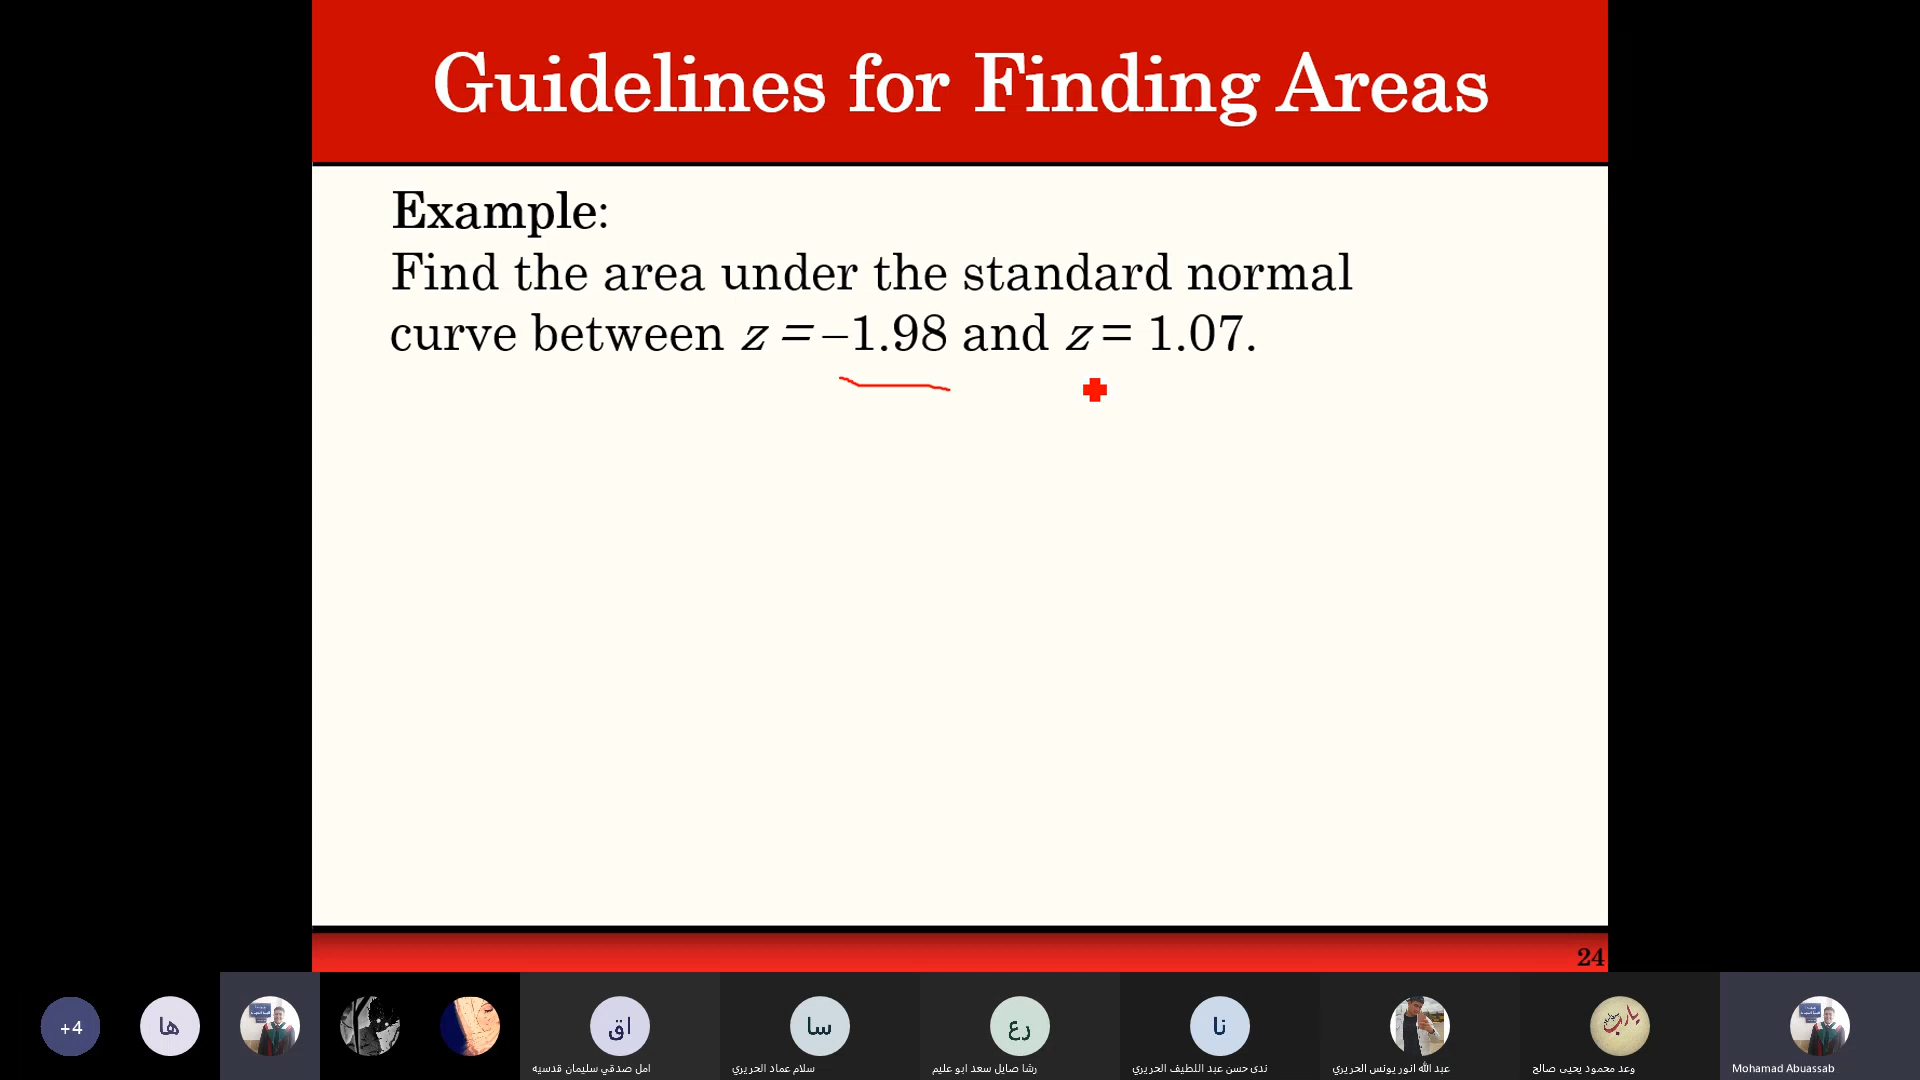 Guidelines for Finding Areas
Example:
Find the area under the standard normal
curve between z = –1.98 and z = 1.07.
24
+4
ها
اق
سا
رع
نا
امل صدقي سليمان قدسيه
سلام عماد الحريري
رشا صايل سعد ابو عليم
ندى حسن عبد اللطيف الحريري
عبد الله انور يونس الحريري
وعد محمود يحيى صالح
Mohamad Abuassab